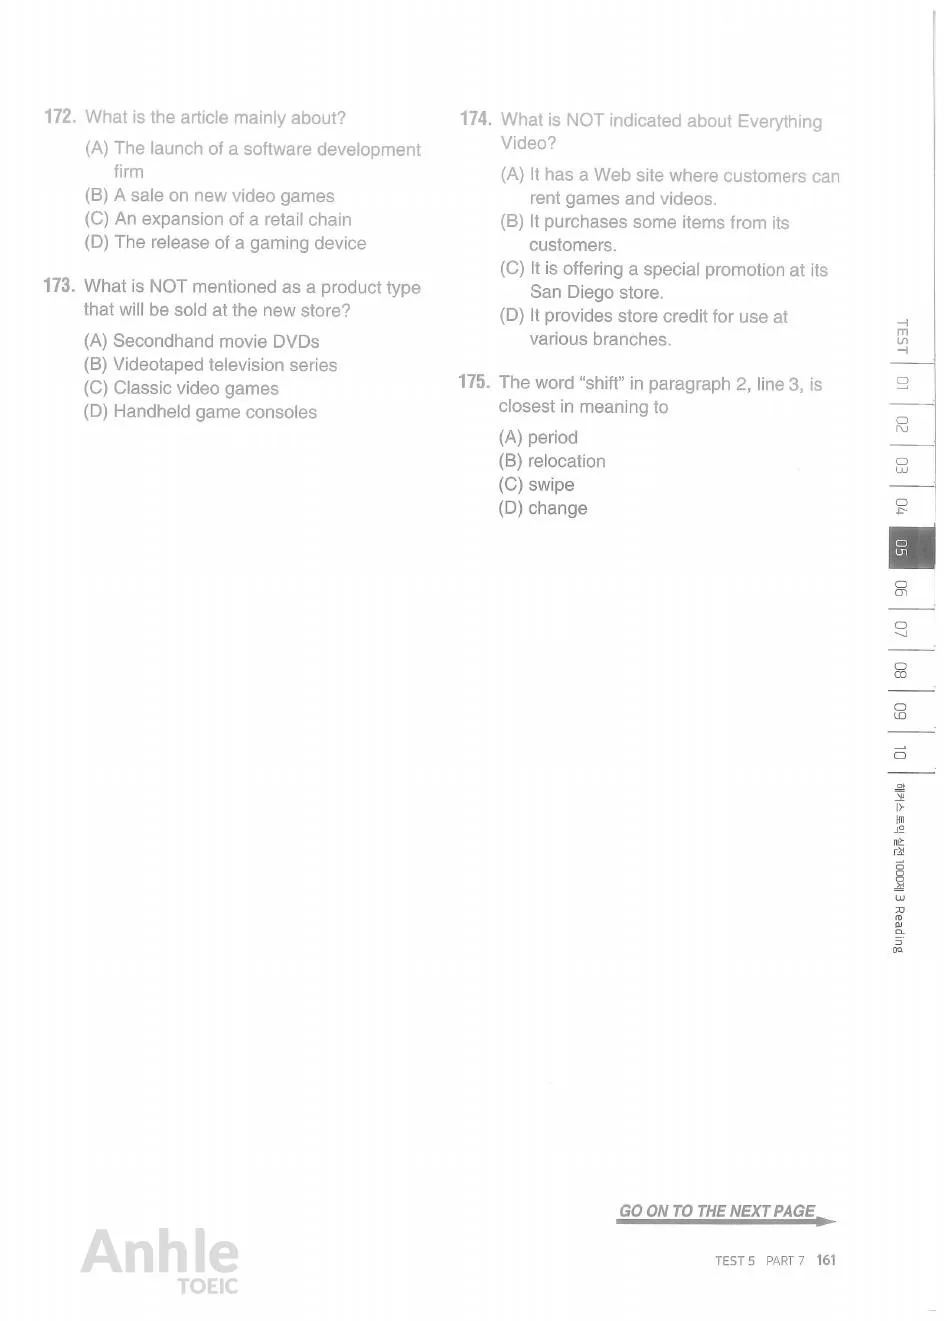 172. What is the article mainly about?
(A) The launch of a software development
firm
(B) A sale on new video games
(C) An expansion of a retail chain
(D) The release of a gaming device
173. What is NOT mentioned as a product type
that will be sold at the new store?
(A) Secondhand movie DVDs
(B) Videotaped television series
(C) Classic video games
(D) Handheld game consoles
174. What is NOT indicated about Everything
Video?
(A) It has a Web site where customers can
rent games and videos.
(B) It purchases some items from its
customers.
(C) It is offering a special promotion at its
San Diego store.
(D) It provides store credit for use at
various branches.
175. The word “shift” in paragraph 2, line 3, is
closest in meaning to
(A) period
(B) relocation
(C) swipe
(D) change
TEST
01
02
03
04
05
06
07
08
09
10
해커스 토익 실전 1000제 3 Reading
GO ON TO THE NEXT PAGE
Anhle
TOEIC
TEST 5 PART 7 161